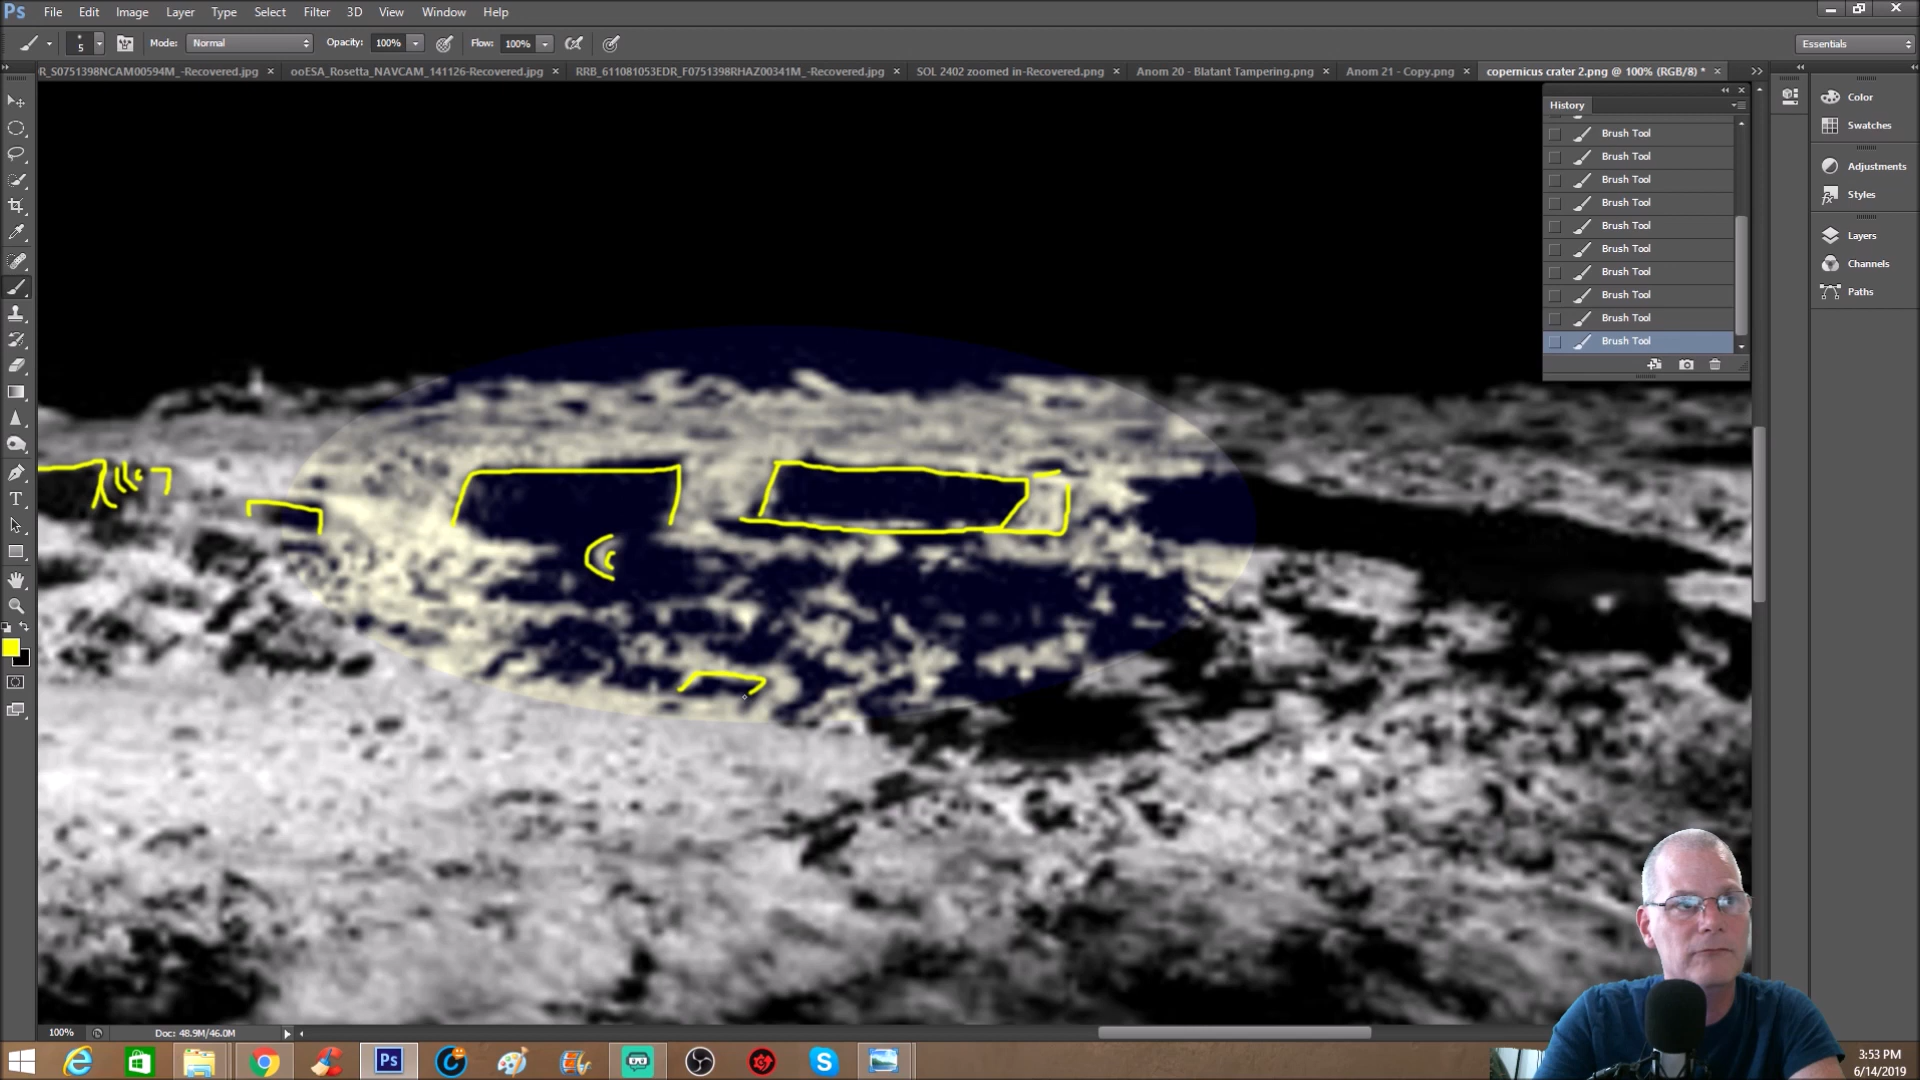 Ps File Edit Image Layer Type Select Filter 3D View Window Help
5 Mode: Normal Opacity: 100% Flow: 100% Essentials
R_S0751398NCAM00594M_-Recovered.jpg × ooESA_Rosetta_NAVCAM_141126-Recovered.jpg × RRB_611081053EDR_F0751398RHAZ00341M_-Recovered.jpg × SOL 2402 zoomed in-Recovered.png × Anom 20 - Blatant Tampering.png × Anom 21 - Copy.png × copernicus crater 2.png @ 100% (RGB/8) * ×
History
Brush Tool
Brush Tool
Brush Tool
Brush Tool
Brush Tool
Brush Tool
Brush Tool
Brush Tool
Brush Tool
Brush Tool
Color
Swatches
Adjustments
Styles
Layers
Channels
Paths
100% Doc: 48.9M/46.0M
Ps
3:53 PM
6/14/2019